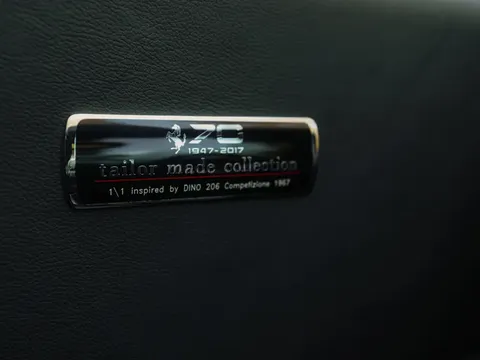 70
1947-2017
tailor made collection
1\1 inspired by DINO 206 Competizione 1967